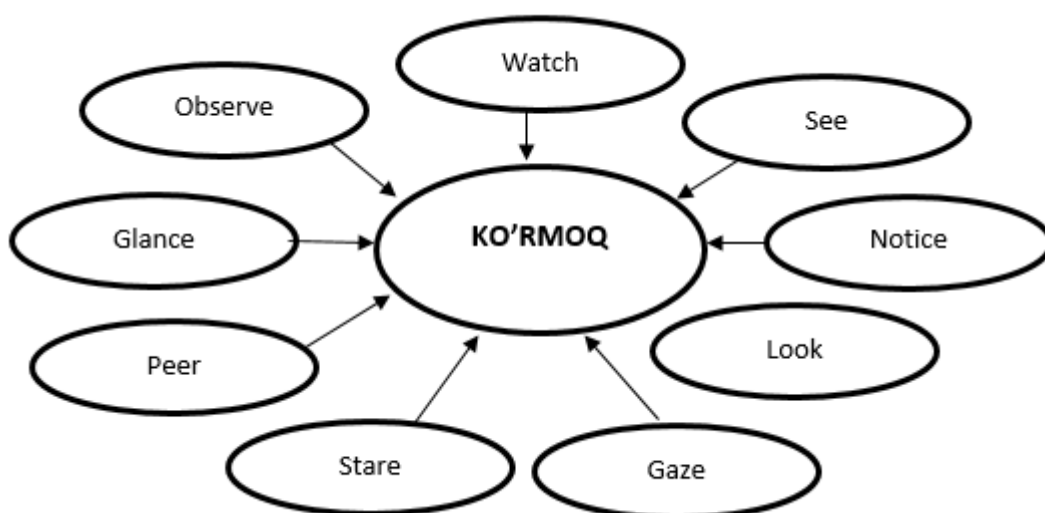 Watch
Observe
See
Glance
KO’RMOQ
Notice
Peer
Look
Stare
Gaze